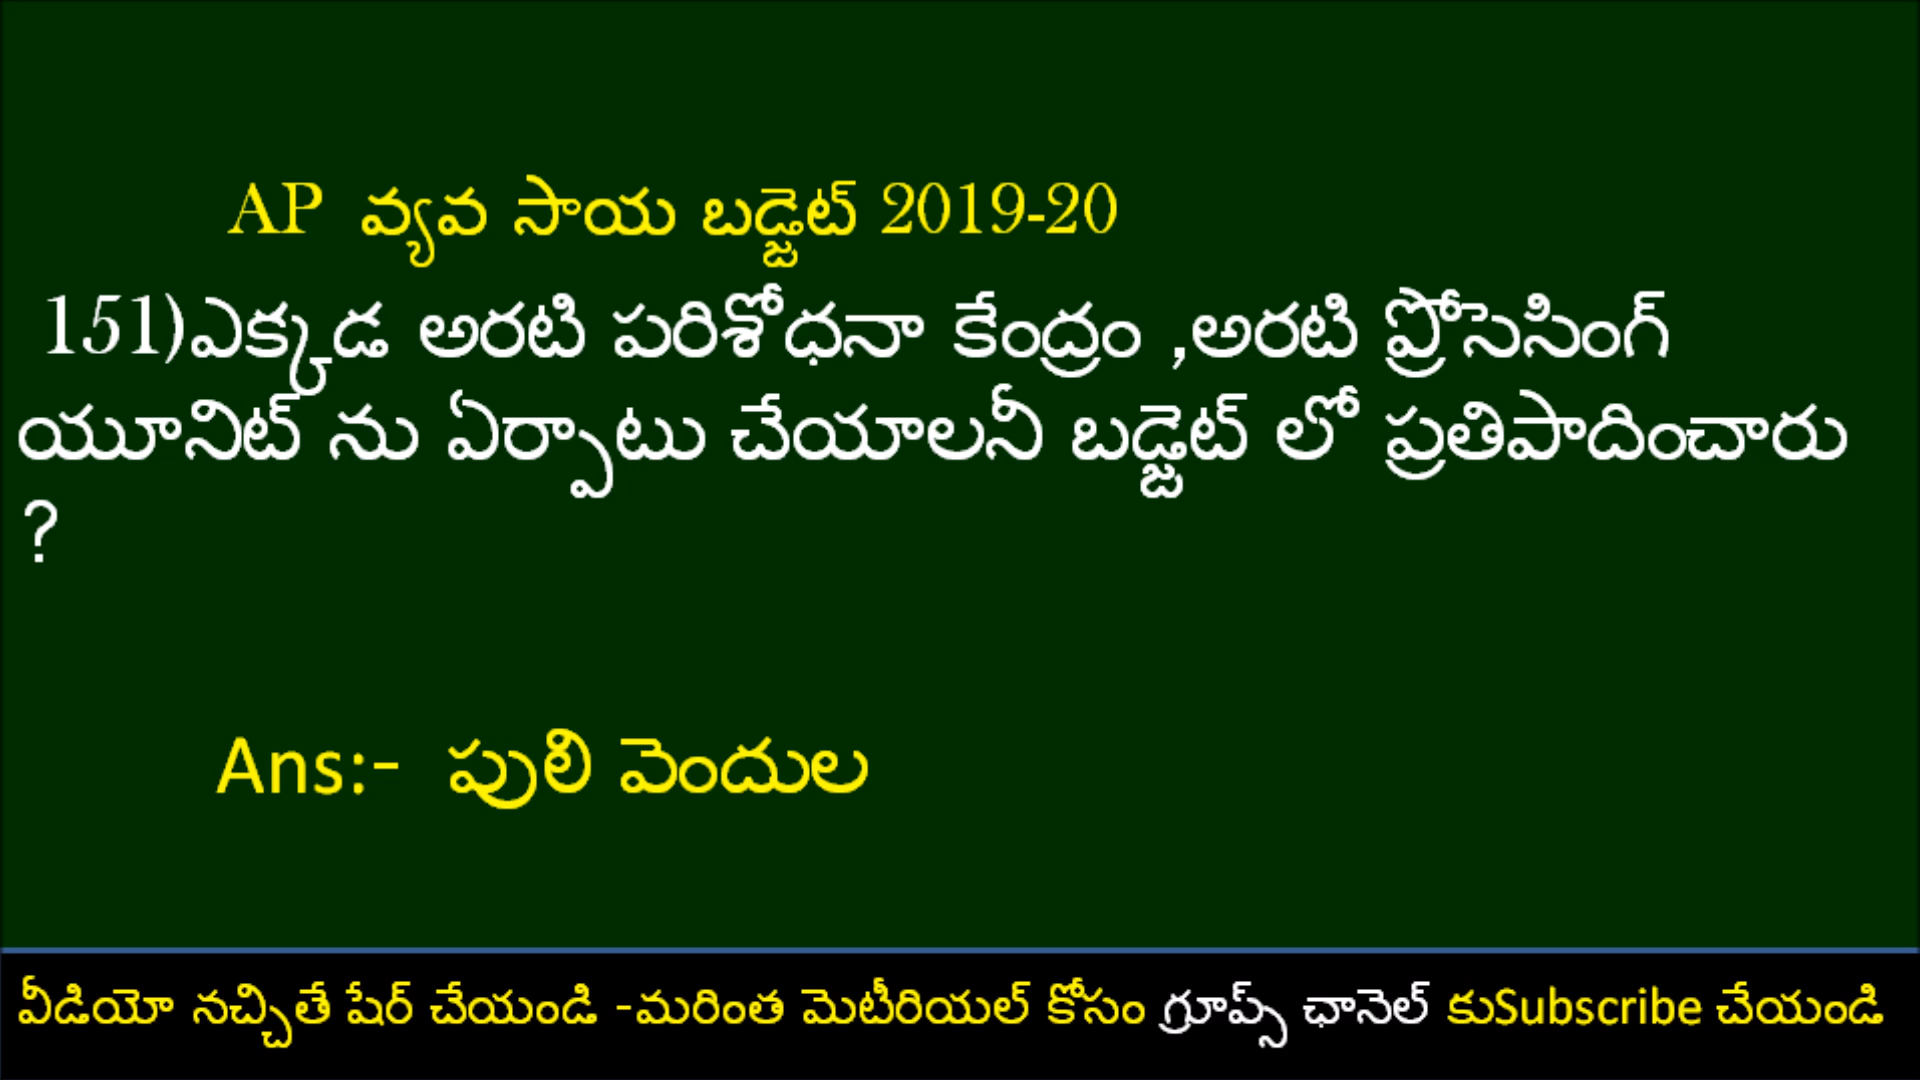 AP వ్యవ సాయ బడ్జెట్ 2019-20
151)ఎక్కడ అరటి పరిశోధనా కేంద్రం ,అరటి ప్రోసెసింగ్
యూనిట్ ను ఏర్పాటు చేయాలనీ బడ్జెట్ లో ప్రతిపాదించారు
?
Ans:- పులి వెందుల
వీడియో నచ్చితే షేర్ చేయండి -మరింత మెటీరియల్ కోసం గ్రూప్స్ ఛానెల్ కుSubscribe చేయండి